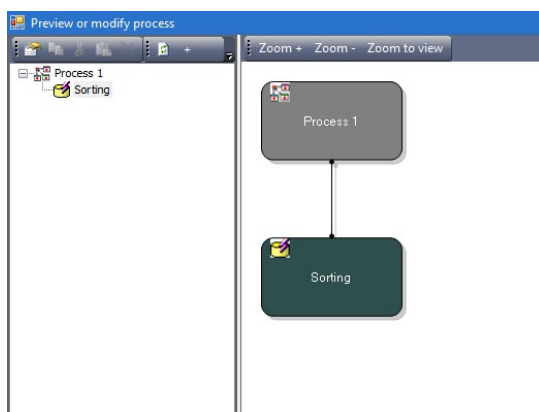 Preview or modify process
+
Zoom + Zoom - Zoom to view
Process 1
Sorting
Process 1
Sorting